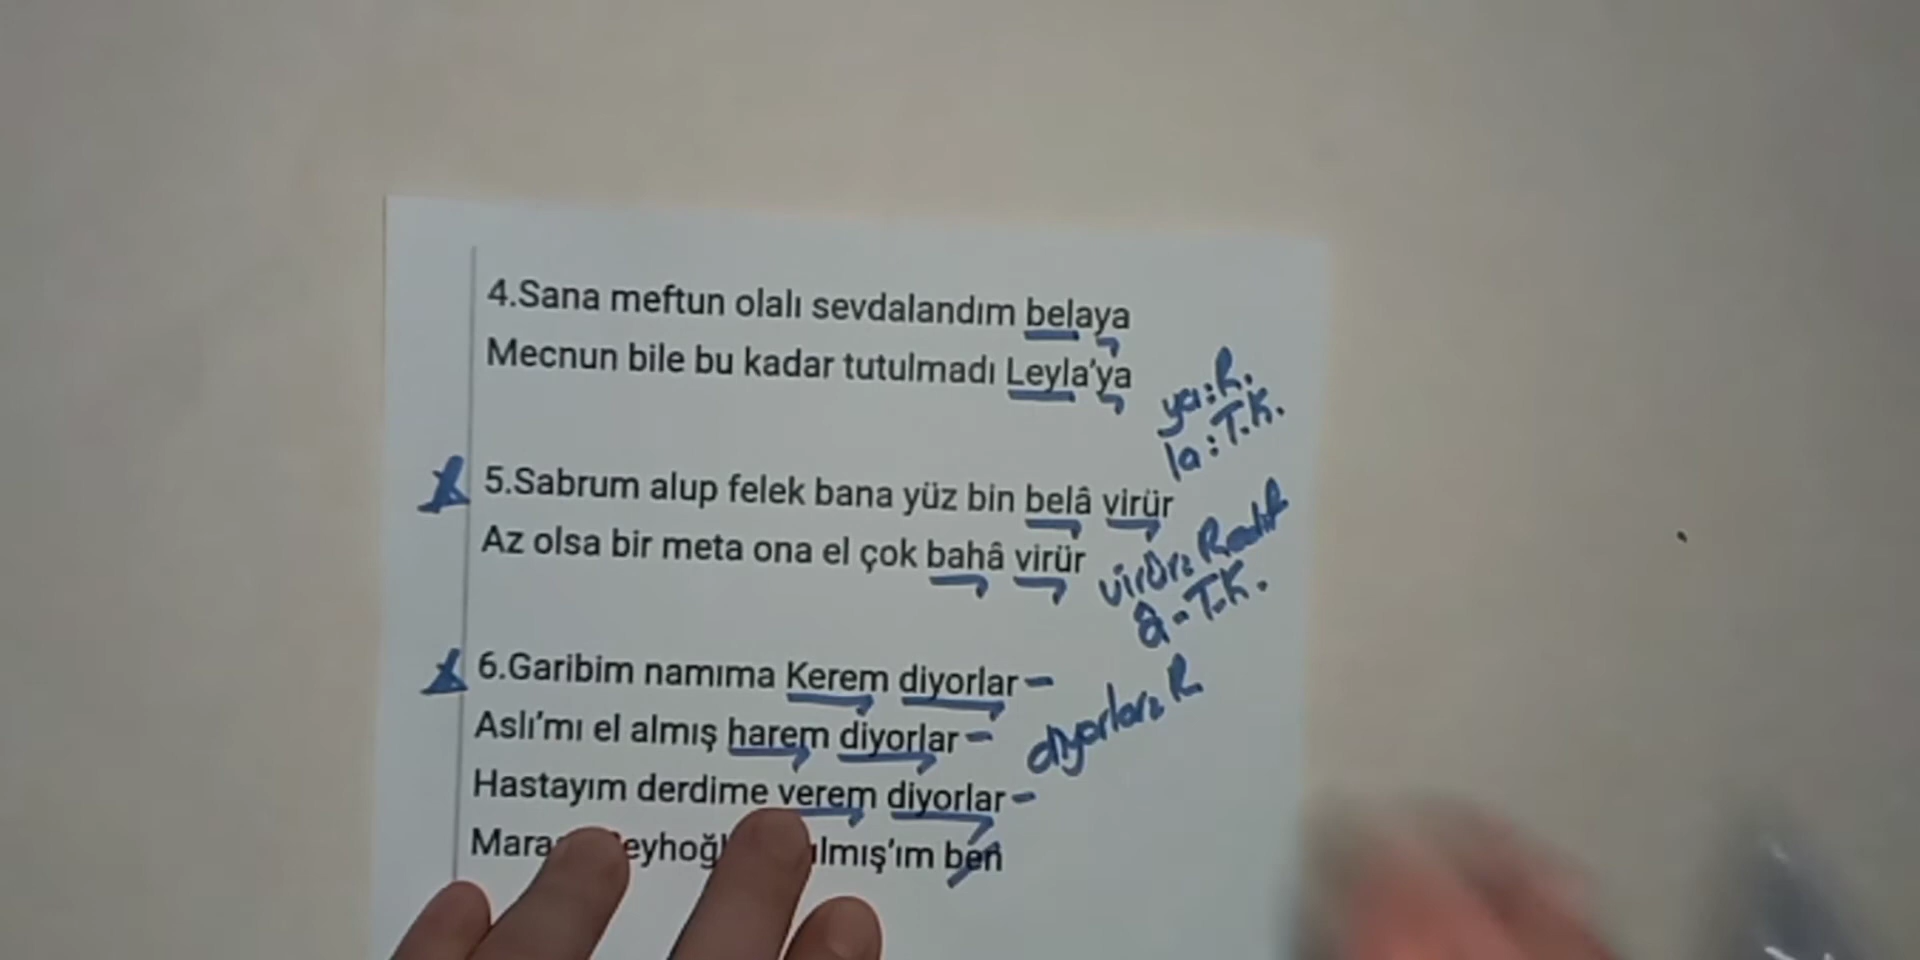 4.Sana meftun olalı sevdalandım belaya
Mecnun bile bu kadar tutulmadı Leyla'ya
ya:R.
la:T.K.
5.Sabrum alup felek bana yüz bin belâ virür
Az olsa bir meta ona el çok bahâ virür
virür: Redif
â-T.K.
6.Garibim namıma Kerem diyorlar
Aslı'mı el almış harem diyorlar
diyorlar: R
Hastayım derdime verem diyorlar
ben